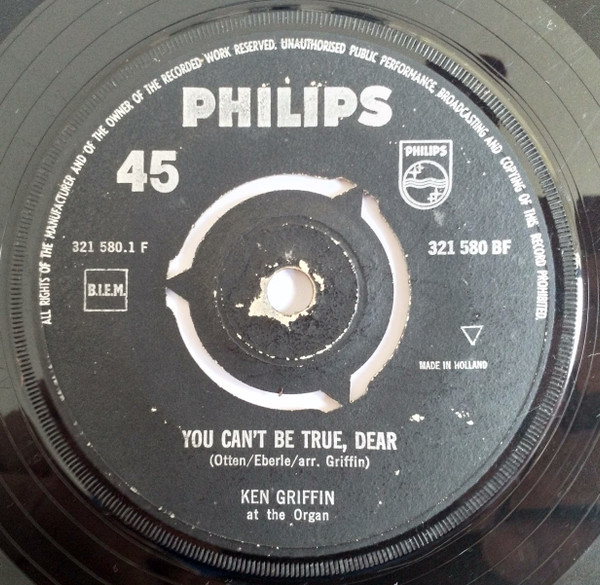 ALL RIGHTS OF THE MANUFACTURER AND OF THE OWNER OF THE RECORDED WORK RESERVED. UNAUTHORISED PUBLIC PERFORMANCE, BROADCASTING AND COPYING OF THIS RECORD PROHIBITED.
PHILIPS
45
PHILIPS
321 580.1 F
321 580 BF
B.I.E.M.
MADE IN HOLLAND
YOU CAN'T BE TRUE, DEAR
(Otten/Eberle/arr. Griffin)
KEN GRIFFIN
at the Organ